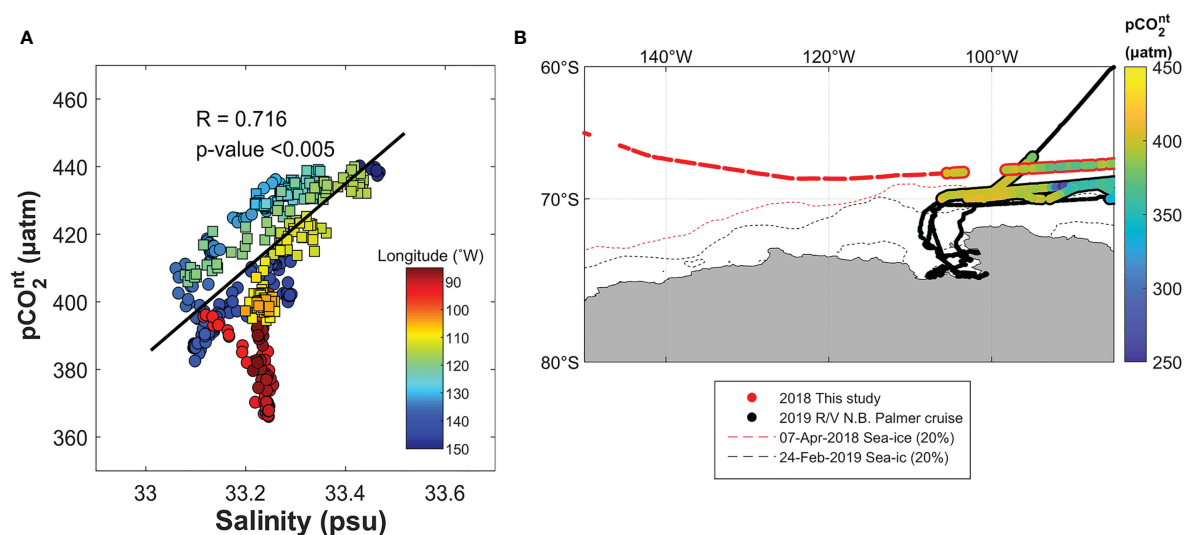 A
R = 0.716
p-value <0.005
pCO₂ⁿᵗ (µatm)
460
440
420
400
380
360
33
33.2
33.4
33.6
Salinity (psu)
Longitude (˚W)
90
100
110
120
130
140
150
B
140°W
120°W
100°W
60°S
70°S
80°S
pCO₂ⁿᵗ
(µatm)
450
400
350
300
250
2018 This study
2019 R/V N.B. Palmer cruise
07-Apr-2018 Sea-ice (20%)
24-Feb-2019 Sea-ic (20%)